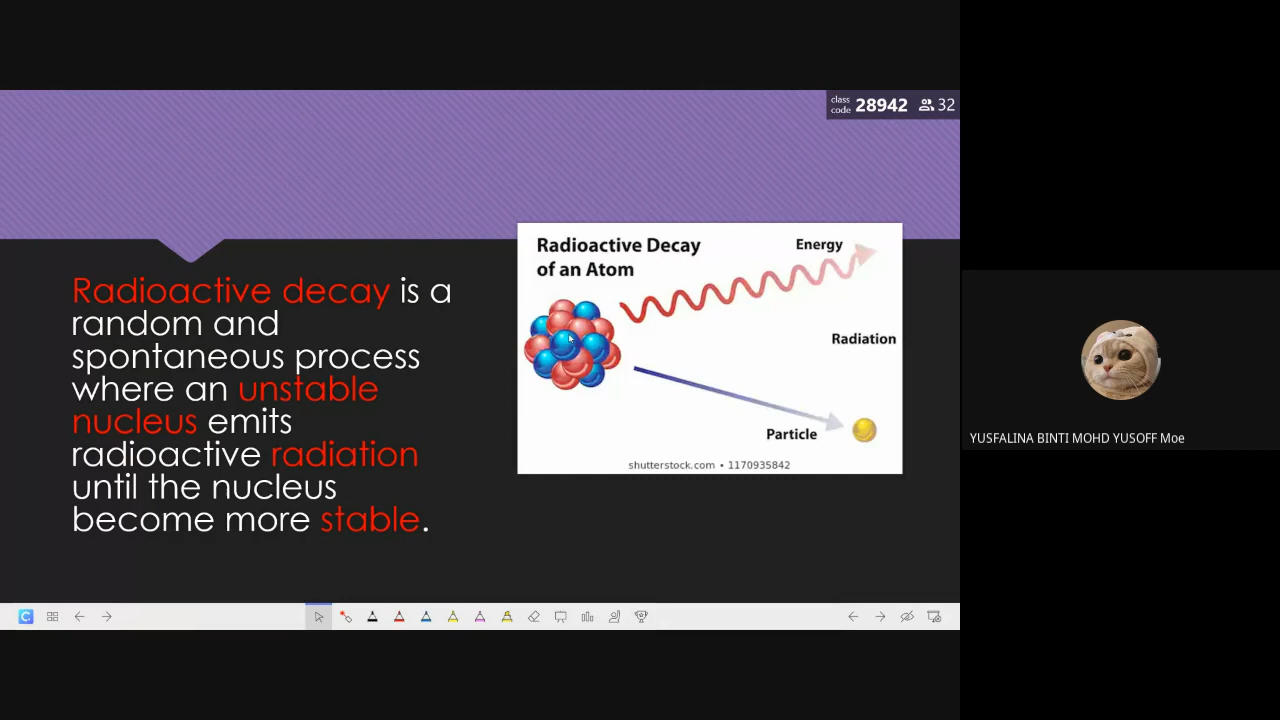 class
code 28942 32
Radioactive decay is a
random and
spontaneous process
where an unstable
nucleus emits
radioactive radiation
until the nucleus
become more stable.
Radioactive Decay
of an Atom
Energy
Radiation
Particle
shutterstock.com • 1170935842
YUSFALINA BINTI MOHD YUSOFF Moe
C